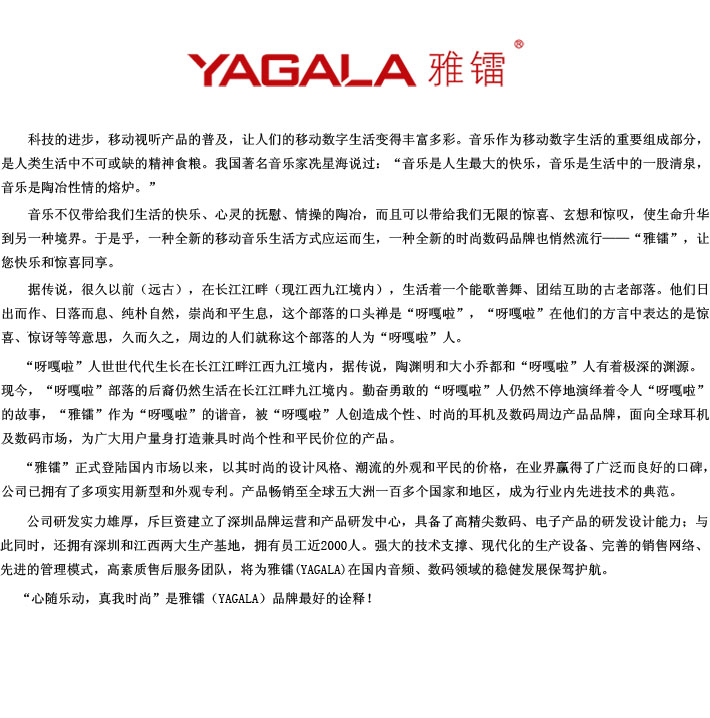 YAGALA 雅镭®
科技的进步，移动视听产品的普及，让人们的移动数字生活变得丰富多彩。音乐作为移动数字生活的重要组成部分，
是人类生活中不可或缺的精神食粮。我国著名音乐家冼星海说过：“音乐是人生最大的快乐，音乐是生活中的一股清泉，
音乐是陶冶性情的熔炉。”
音乐不仅带给我们生活的快乐、心灵的抚慰、情操的陶冶，而且可以带给我们无限的惊喜、玄想和惊叹，使生命升华
到另一种境界。于是乎，一种全新的移动音乐生活方式应运而生，一种全新的时尚数码品牌也悄然流行——“雅镭”，让
您快乐和惊喜同享。
据传说，很久以前（远古），在长江江畔（现江西九江境内），生活着一个能歌善舞、团结互助的古老部落。他们日
出而作、日落而息、纯朴自然，崇尚和平生息，这个部落的口头禅是“呀嘎啦”，“呀嘎啦”在他们的方言中表达的是惊
喜、惊讶等等意思，久而久之，周边的人们就称这个部落的人为“呀嘎啦”人。
“呀嘎啦”人世世代代生长在长江江畔江西九江境内，据传说，陶渊明和大小乔都和“呀嘎啦”人有着极深的渊源。
现今，“呀嘎啦”部落的后裔仍然生活在长江江畔九江境内。勤奋勇敢的“呀嘎啦”人仍然不停地演绎着令人“呀嘎啦”
的故事，“雅镭”作为“呀嘎啦”的谐音，被“呀嘎啦”人创造成个性、时尚的耳机及数码周边产品品牌，面向全球耳机
及数码市场，为广大用户量身打造兼具时尚个性和平民价位的产品。
“雅镭”正式登陆国内市场以来，以其时尚的设计风格、潮流的外观和平民的价格，在业界赢得了广泛而良好的口碑，
公司已拥有了多项实用新型和外观专利。产品畅销至全球五大洲一百多个国家和地区，成为行业内先进技术的典范。
公司研发实力雄厚，斥巨资建立了深圳品牌运营和产品研发中心，具备了高精尖数码、电子产品的研发设计能力；与
此同时，还拥有深圳和江西两大生产基地，拥有员工近2000人。强大的技术支撑、现代化的生产设备、完善的销售网络、
先进的管理模式，高素质售后服务团队，将为雅镭(YAGALA)在国内音频、数码领域的稳健发展保驾护航。
“心随乐动，真我时尚”是雅镭（YAGALA）品牌最好的诠释！